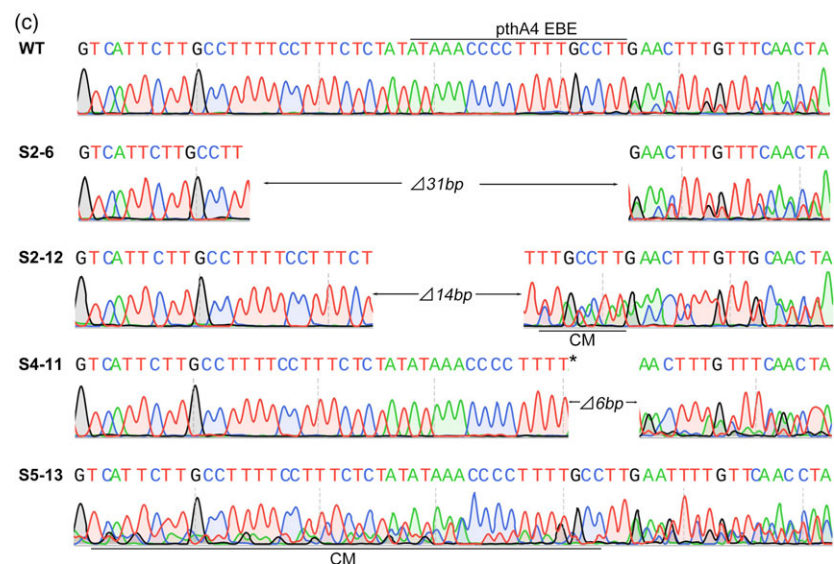 (c)
pthA4 EBE
WT GTCATTCTTGCCTTTTCCTTTCTCTATATAAACCCCTTTTGCCTTGAACTTTGTTTCAACTA
S2-6 GTCATTCTTGCCTT GAACTTTGTTTCAACTA
⊿31bp
S2-12 GTCATTCTTGCCTTTTCCTTTCT TTTGCCTTGAACTTTGTTGCAACTA
⊿14bp
CM
S4-11 GTCATTCTTGCCTTTTCCTTTCTCTATATAAACCCCTTTT* AACTTTGTTTCAACTA
⊿6bp
S5-13 GTCATTCTTGCCTTTTCCTTTCTCTATATAAACCCCTTTTGCCTTGAATTTTGTTCAACCTA
CM